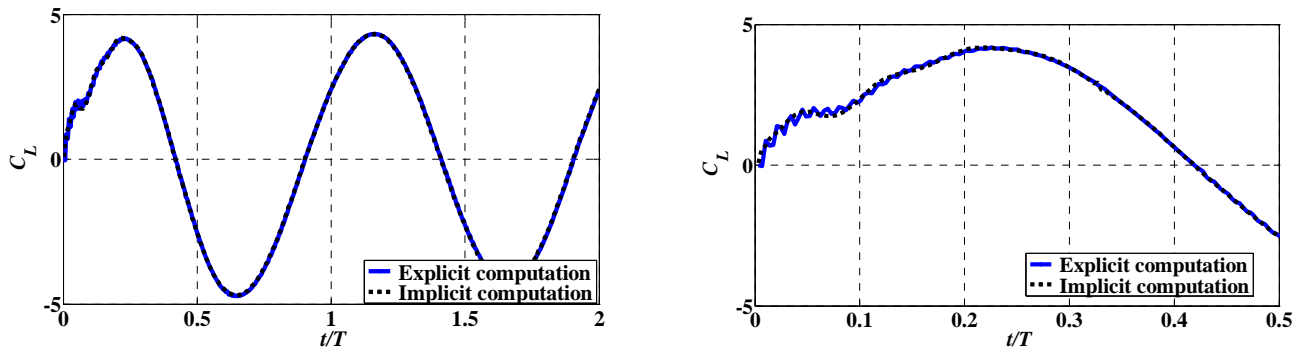 5
C_L
0
-5
0
0.5
1
1.5
2
t/T
Explicit computation
Implicit computation
5
C_L
0
-5
0
0.1
0.2
0.3
0.4
0.5
t/T
Explicit computation
Implicit computation